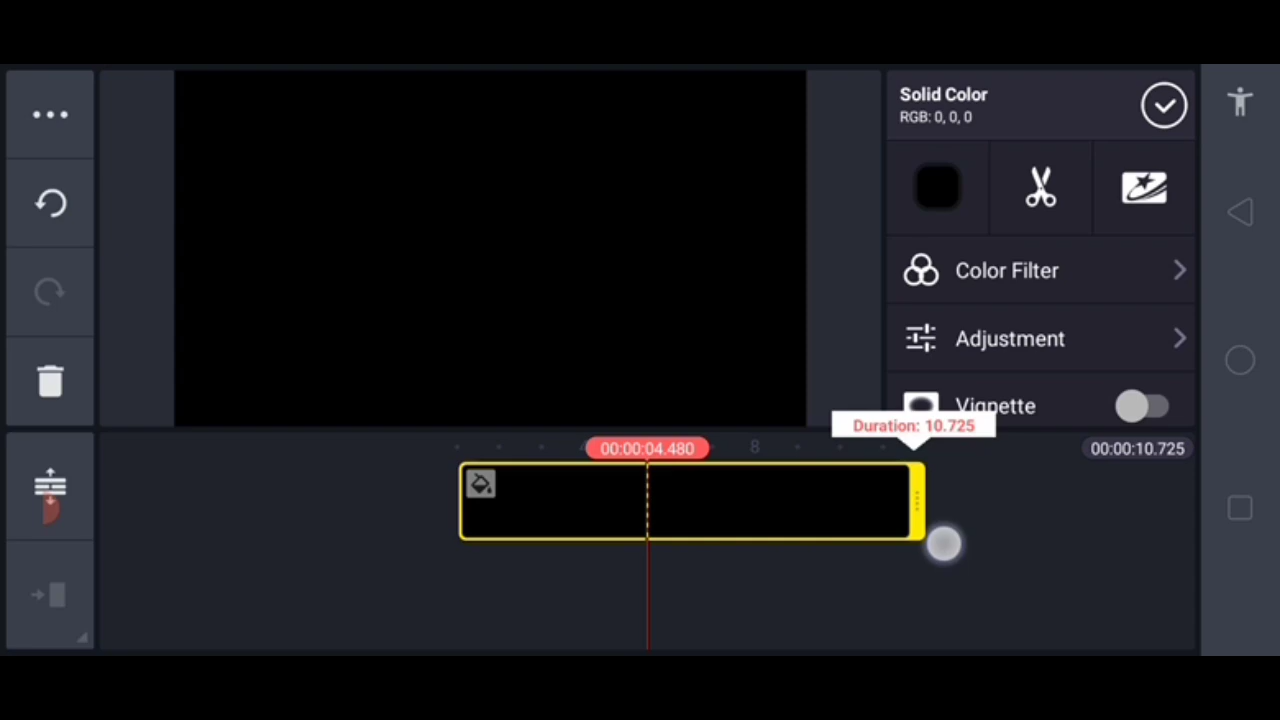 Solid Color
RGB: 0, 0, 0
Color Filter
Adjustment
Vignette
Duration: 10.725
00:00:04.480
8
00:00:10.725